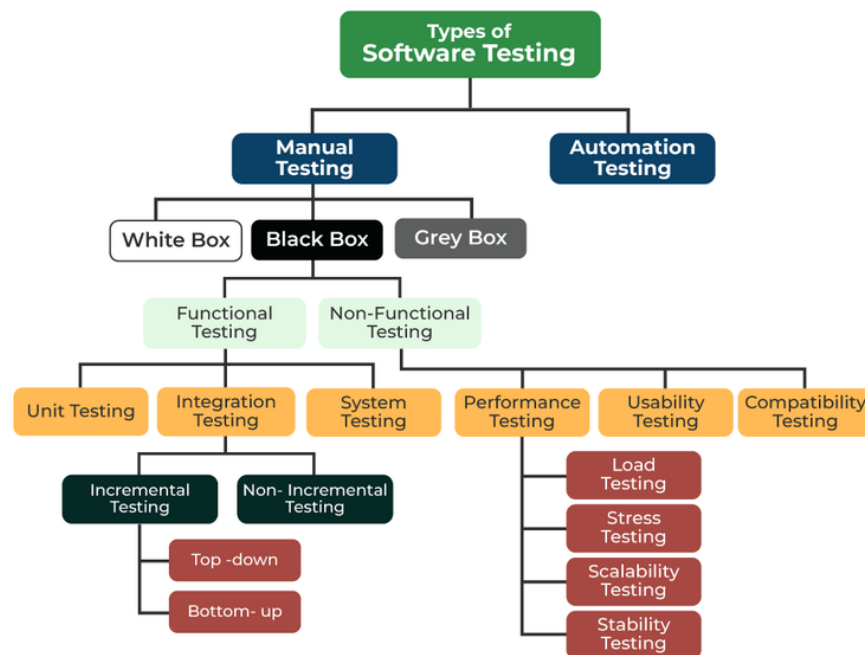 Types of
Software Testing
Manual
Testing
Automation
Testing
White Box
Black Box
Grey Box
Functional
Testing
Non-Functional
Testing
Unit Testing
Integration
Testing
System
Testing
Performance
Testing
Usability
Testing
Compatibility
Testing
Incremental
Testing
Non- Incremental
Testing
Top -down
Bottom- up
Load
Testing
Stress
Testing
Scalability
Testing
Stability
Testing